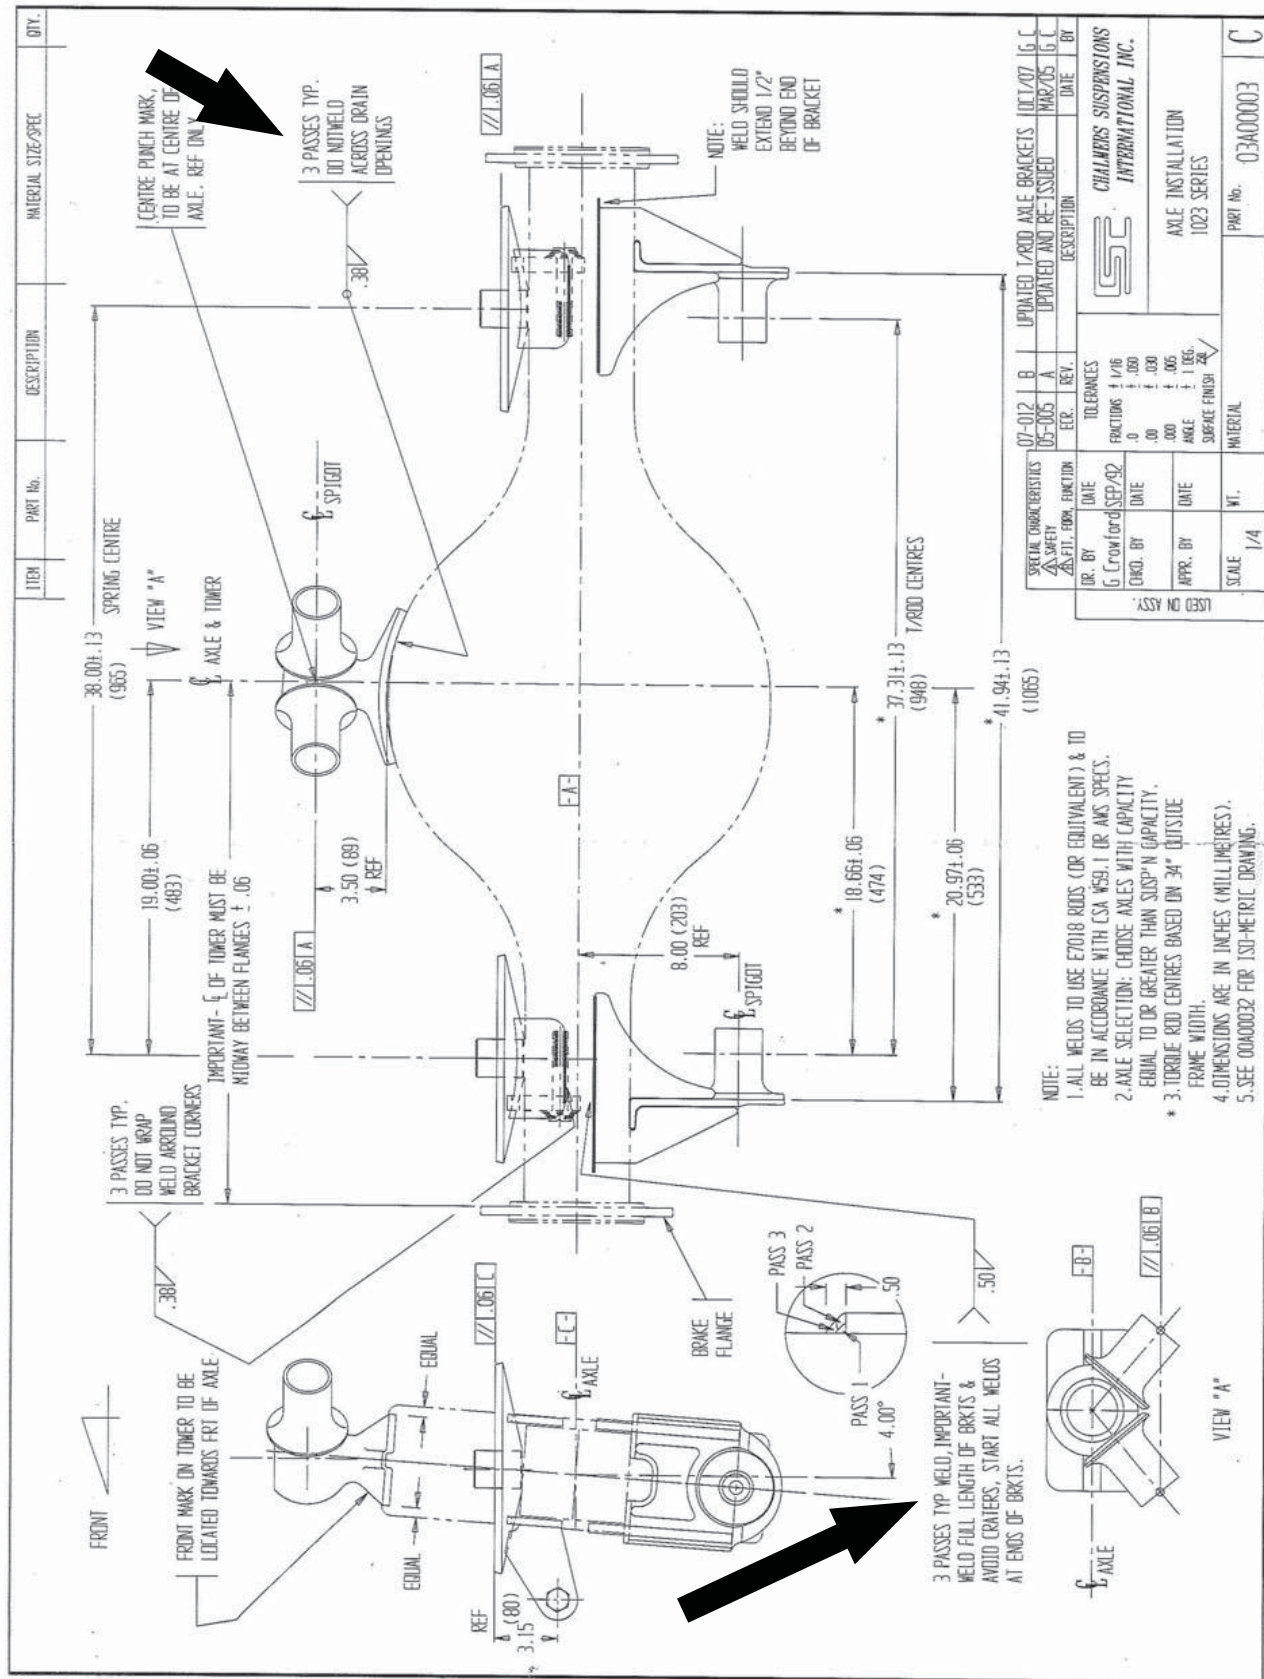 ITEM
PART No.
DESCRIPTION
MATERIAL SIZE/SPEC
QTY.
FRONT
FRONT MARK ON TOWER TO BE
LOCATED TOWARDS FRT OF AXLE
3 PASSES TYP.
DO NOT WRAP
WELD ARROUND
BRACKET CORNERS
.38
38.00±.13
(965)
SPRING CENTRE
19.00±.06
(483)
VIEW "A"
IMPORTANT- ℄ OF TOWER MUST BE
MIDWAY BETWEEN FLANGES ± .06
℄ AXLE & TOWER
CENTRE PUNCH MARK,
TO BE AT CENTRE OF
AXLE. REF ONLY
3 PASSES TYP.
DO NOTWELD
ACROSS DRAIN
OPENINGS
.38
// .06 A
℄ SPIGOT
3.50 (89)
REF
// .06 A
EQUAL
EQUAL
// .06 C
-C-
℄ AXLE
REF
(80)
3.15
4.00°
BRAKE
FLANGE
-A-
8.00 (203)
REF
℄ SPIGOT
NOTE:
WELD SHOULD
EXTEND 1/2"
BEYOND END
OF BRACKET
* 18.66±.06
(474)
* 37.31±.13
(948)
T/ROD CENTRES
* 20.97±.06
(533)
* 41.94±.13
(1065)
PASS 3
PASS 2
PASS 1
.50
.50
3 PASSES TYP WELD,IMPORTANT-
WELD FULL LENGTH OF BRKTS &
AVOID CRATERS, START ALL WELDS
AT ENDS OF BRKTS.
-B-
// .06 B
℄ AXLE
VIEW "A"
NOTE:
1.ALL WELDS TO USE E7018 RODS (OR EQUIVALENT) & TO
BE IN ACCORDANCE WITH CSA W59.1 OR AWS SPECS.
2.AXLE SELECTION: CHOOSE AXLES WITH CAPACITY
EQUAL TO OR GREATER THAN SUSP'N CAPACITY.
* 3.TORQUE ROD CENTRES BASED ON 34" OUTSIDE
FRAME WIDTH.
4.DIMENSIONS ARE IN INCHES (MILLIMETRES).
5.SEE 00A00032 FOR ISO-METRIC DRAWING.
SPECIAL CHARACTERISTICS
SAFETY
FIT, FORM, FUNCTION
07-012 B UPDATED T/ROD AXLE BRACKETS OCT/07 G C
05-005 A UPDATED AND RE-ISSUED MAR/05 G C
ECR. REV. DESCRIPTION DATE BY
DR. BY DATE
G Crawford SEP/92
CHKD. BY DATE
APPR. BY DATE
SCALE 1/4
WT.
USED ON ASSY.
TOLERANCES
FRACTIONS ± 1/16
.0 ± .060
.00 ± .030
.000 ± .005
ANGLE ± 1 DEG.
SURFACE FINISH
MATERIAL
CSC
CHALMERS SUSPENSIONS
INTERNATIONAL INC.
AXLE INSTALLATION
1023 SERIES
PART No. 03A00003 C